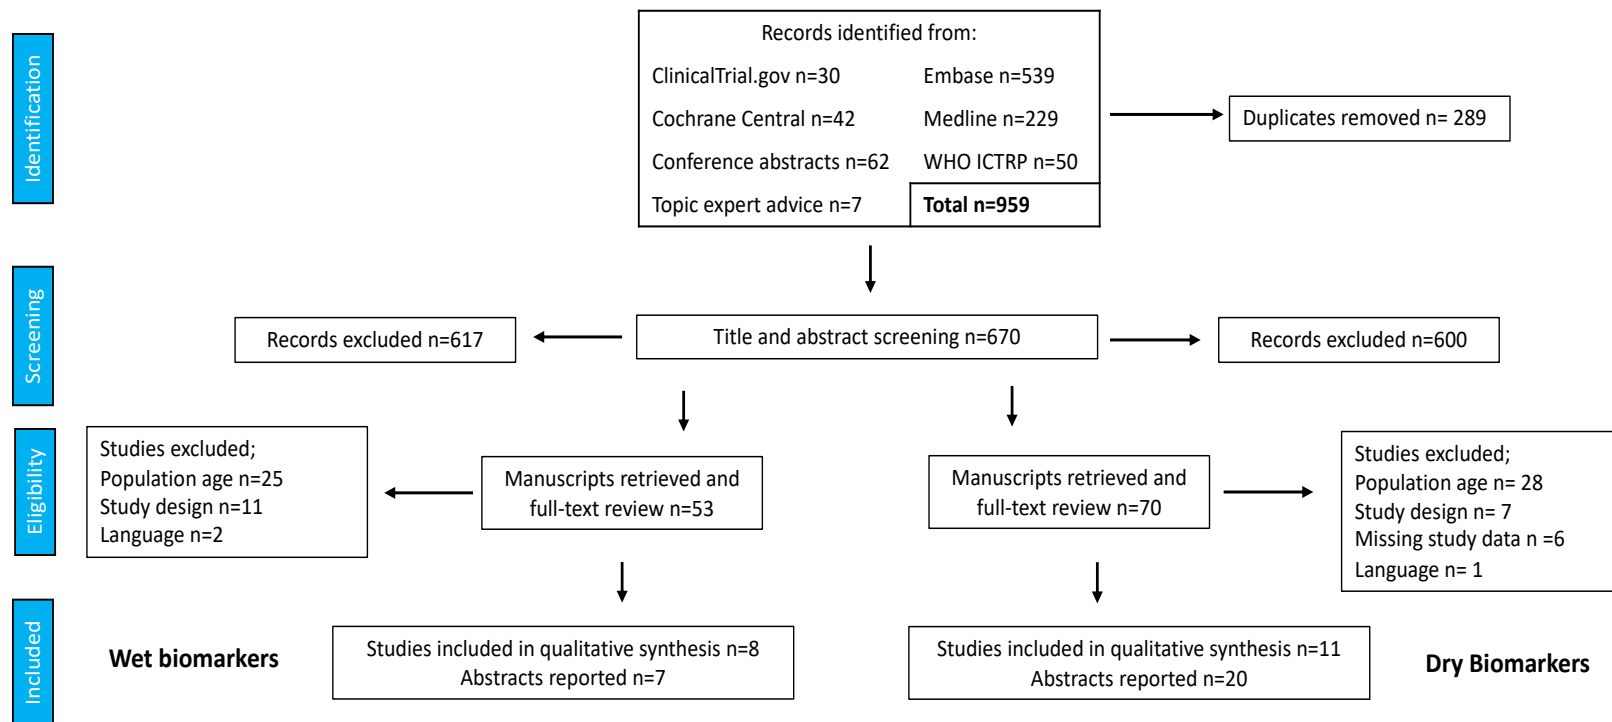 Identification
Records identified from:
ClinicalTrial.gov n=30
Embase n=539
Cochrane Central n=42
Medline n=229
Conference abstracts n=62
WHO ICTRP n=50
Topic expert advice n=7
Total n=959
Duplicates removed n= 289
Screening
Records excluded n=617
Title and abstract screening n=670
Records excluded n=600
Eligibility
Studies excluded;
Population age n=25
Study design n=11
Language n=2
Manuscripts retrieved and
full-text review n=53
Manuscripts retrieved and
full-text review n=70
Studies excluded;
Population age n= 28
Study design n= 7
Missing study data n =6
Language n= 1
Included
Wet biomarkers
Studies included in qualitative synthesis n=8
Abstracts reported n=7
Studies included in qualitative synthesis n=11
Abstracts reported n=20
Dry Biomarkers